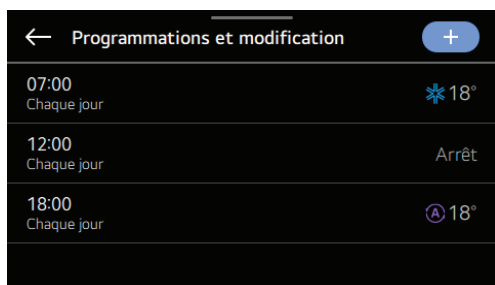 Programmations et modification
07:00
Chaque jour
18°
12:00
Chaque jour
Arrêt
18:00
Chaque jour
A 18°